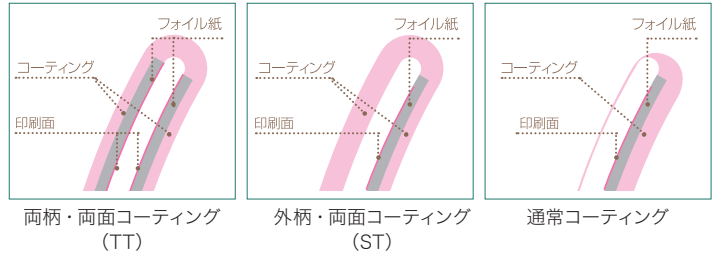 フォイル紙
コーティング
印刷面
両柄・両面コーティング
（TT）
フォイル紙
コーティング
印刷面
外柄・両面コーティング
（ST）
フォイル紙
コーティング
印刷面
通常コーティング